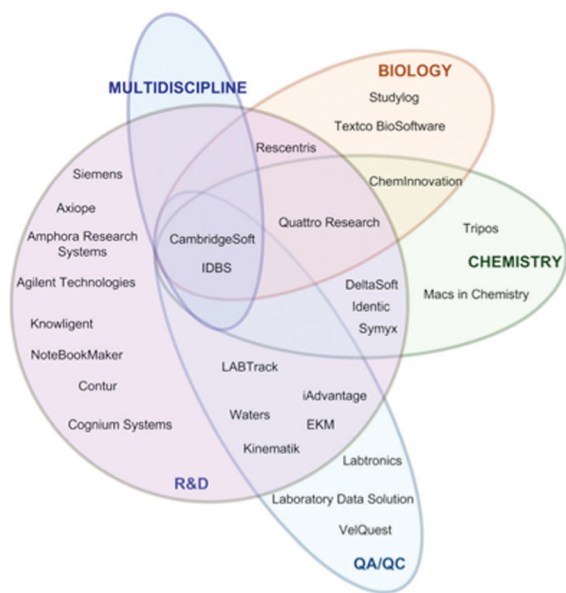 BIOLOGY
MULTIDISCIPLINE
Studylog
Textco BioSoftware
Rescentris
Siemens
ChemInnovation
Axiope
Quattro Research
Tripos
Amphora Research
Systems
CambridgeSoft
IDBS
CHEMISTRY
Agilent Technologies
DeltaSoft
Identic
Macs in Chemistry
Knowligent
Symyx
NoteBookMaker
LABTrack
Contur
iAdvantage
Waters
Cognium Systems
EKM
Kinematik
Labtronics
R&D
Laboratory Data Solution
VelQuest
QA/QC